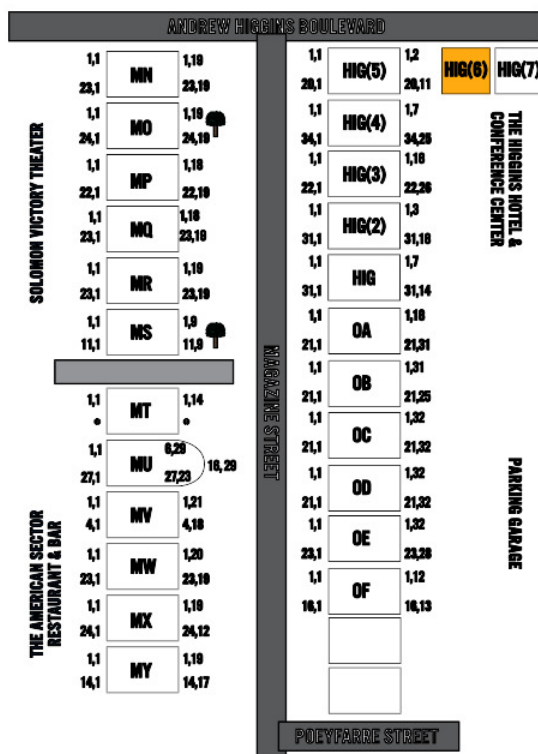 ANDREW HIGGINS BOULEVARD
SOLOMON VICTORY THEATER
1,1 MN 1,19
23,1 23,19
1,1 MO 1,19
24,1 24,19
1,1 MP 1,18
22,1 22,19
1,1 MQ 1,18
23,1 23,19
1,1 MR 1,19
23,1 23,19
1,1 MS 1,9
11,1 11,9
THE AMERICAN SECTOR
RESTAURANT & BAR
1,1 MT 1,14
1,1 MU 6,29
18,29
27,1 27,23
1,1 MV 1,21
4,1 4,18
1,1 MW 1,20
23,1 23,19
1,1 MX 1,19
24,1 24,12
1,1 MY 1,19
14,1 14,17
MAGAZINE STREET
1,1 HIG(5) 1,2
20,1 20,11
HIG(6)
HIG(7)
1,1 HIG(4) 1,7
34,1 34,25
1,1 HIG(3) 1,16
22,1 22,26
1,1 HIG(2) 1,3
31,1 31,16
1,1 HIG 1,7
31,1 31,14
1,1 OA 1,16
21,1 21,31
1,1 OB 1,31
21,1 21,25
1,1 OC 1,32
21,1 21,32
1,1 OD 1,32
21,1 21,32
1,1 OE 1,32
23,1 23,28
1,1 OF 1,12
16,1 16,13
THE HIGGINS HOTEL &
CONFERENCE CENTER
PARKING GARAGE
POEYFARRE STREET